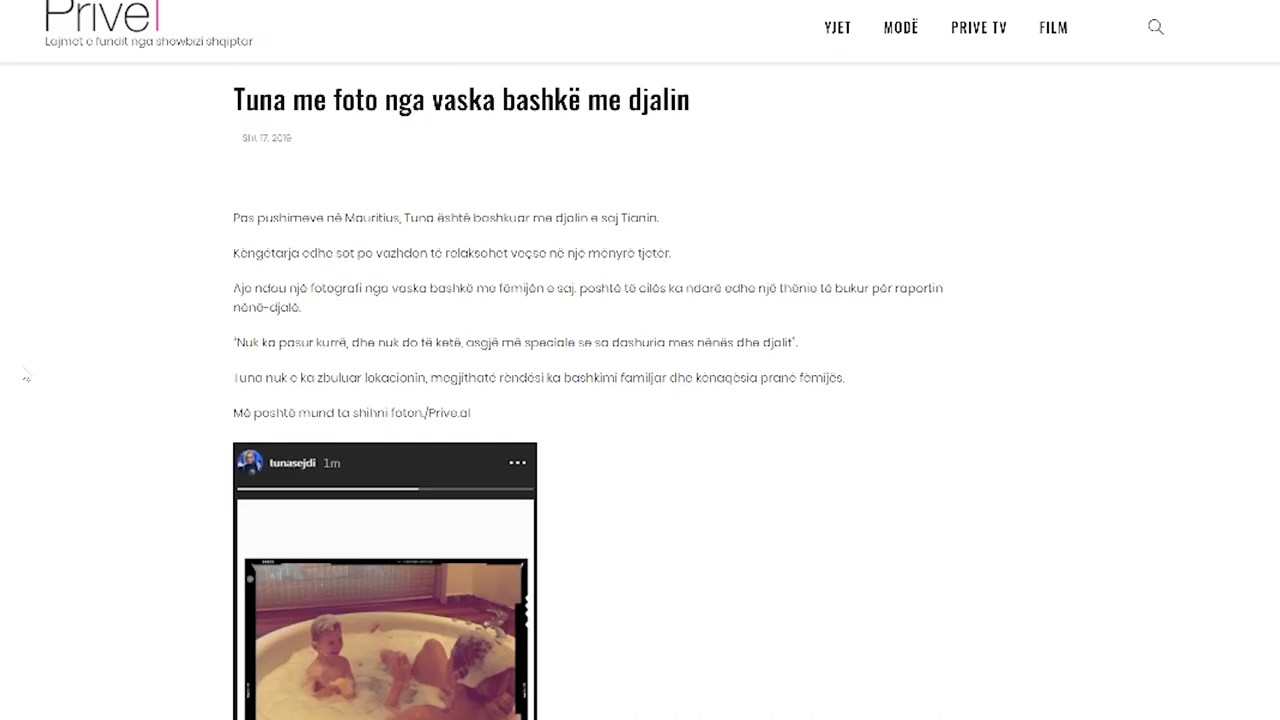 Prive
Lajmet e fundit nga showbizi shqiptar
YJET MODË PRIVE TV FILM
Tuna me foto nga vaska bashkë me djalin
Sht 17, 2019
Pas pushimeve në Mauritius, Tuna është bashkuar me djalin e saj Tianin.
Këngëtarja edhe sot po vazhdon të relaksohet veçse në një mënyrë tjetër.
Ajo ndau një fotografi nga vaska bashkë me fëmijën e saj, poshtë të cilës ka ndarë edhe një thënie të bukur për raportin
nënë-djalë.
“Nuk ka pasur kurrë, dhe nuk do të ketë, asgjë më speciale se sa dashuria mes nënës dhe djalit”.
Tuna nuk e ka zbuluar lokacionin, megjithatë rëndësi ka bashkimi familjar dhe kënaqësia pranë fëmijës.
Më poshtë mund ta shihni foton./Prive.al
tunasejdi 1m